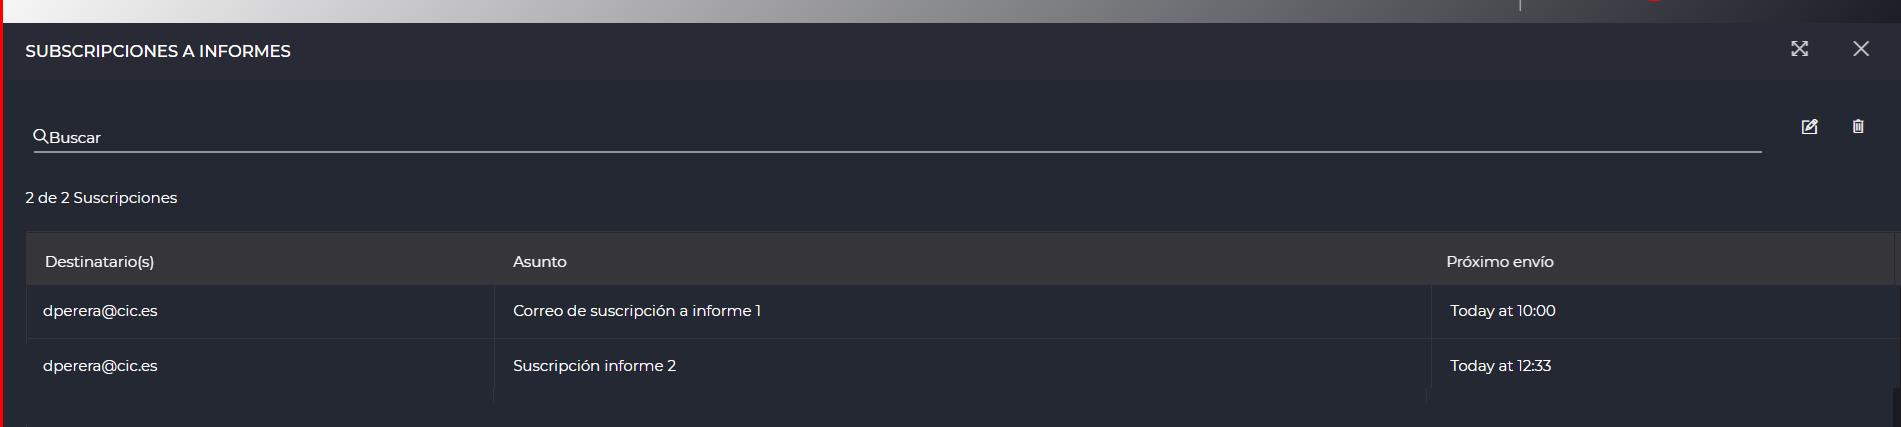 SUBSCRIPCIONES A INFORMES
Buscar
2 de 2 Suscripciones
Destinatario(s) Asunto Próximo envío
dperera@cic.es Correo de suscripción a informe 1 Today at 10:00
dperera@cic.es Suscripción informe 2 Today at 12:33